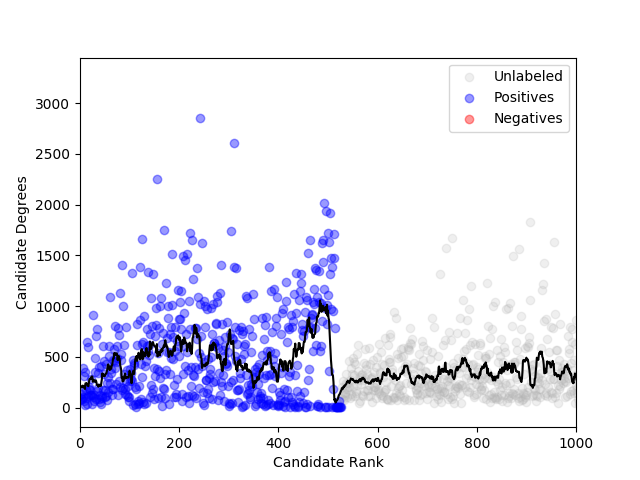 Unlabeled
Positives
Negatives
3000
2500
2000
1500
1000
500
0
Candidate Degrees
0 200 400 600 800 1000
Candidate Rank